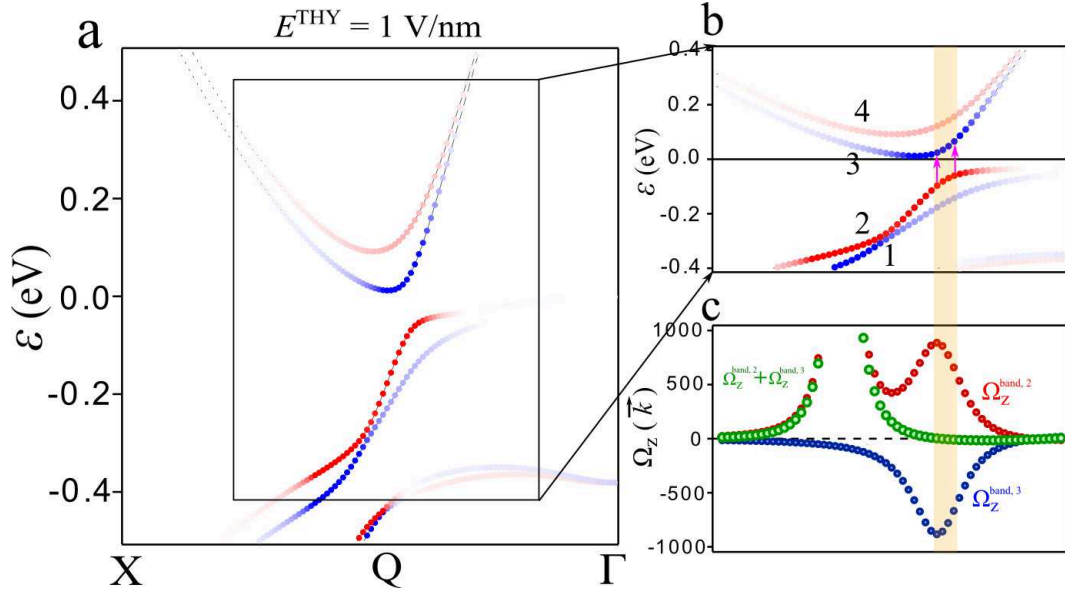 a
E^THY = 1 V/nm
ε (eV)
0.4
0.2
0.0
-0.2
-0.4
X
Q
Γ
b
ε (eV)
0.4
0.2
0.0
-0.2
-0.4
4
3
2
1
c
Ω_Z (k⃗)
1000
500
0
-500
-1000
Ω_Z^band, 2 + Ω_Z^band, 3
Ω_Z^band, 2
Ω_Z^band, 3